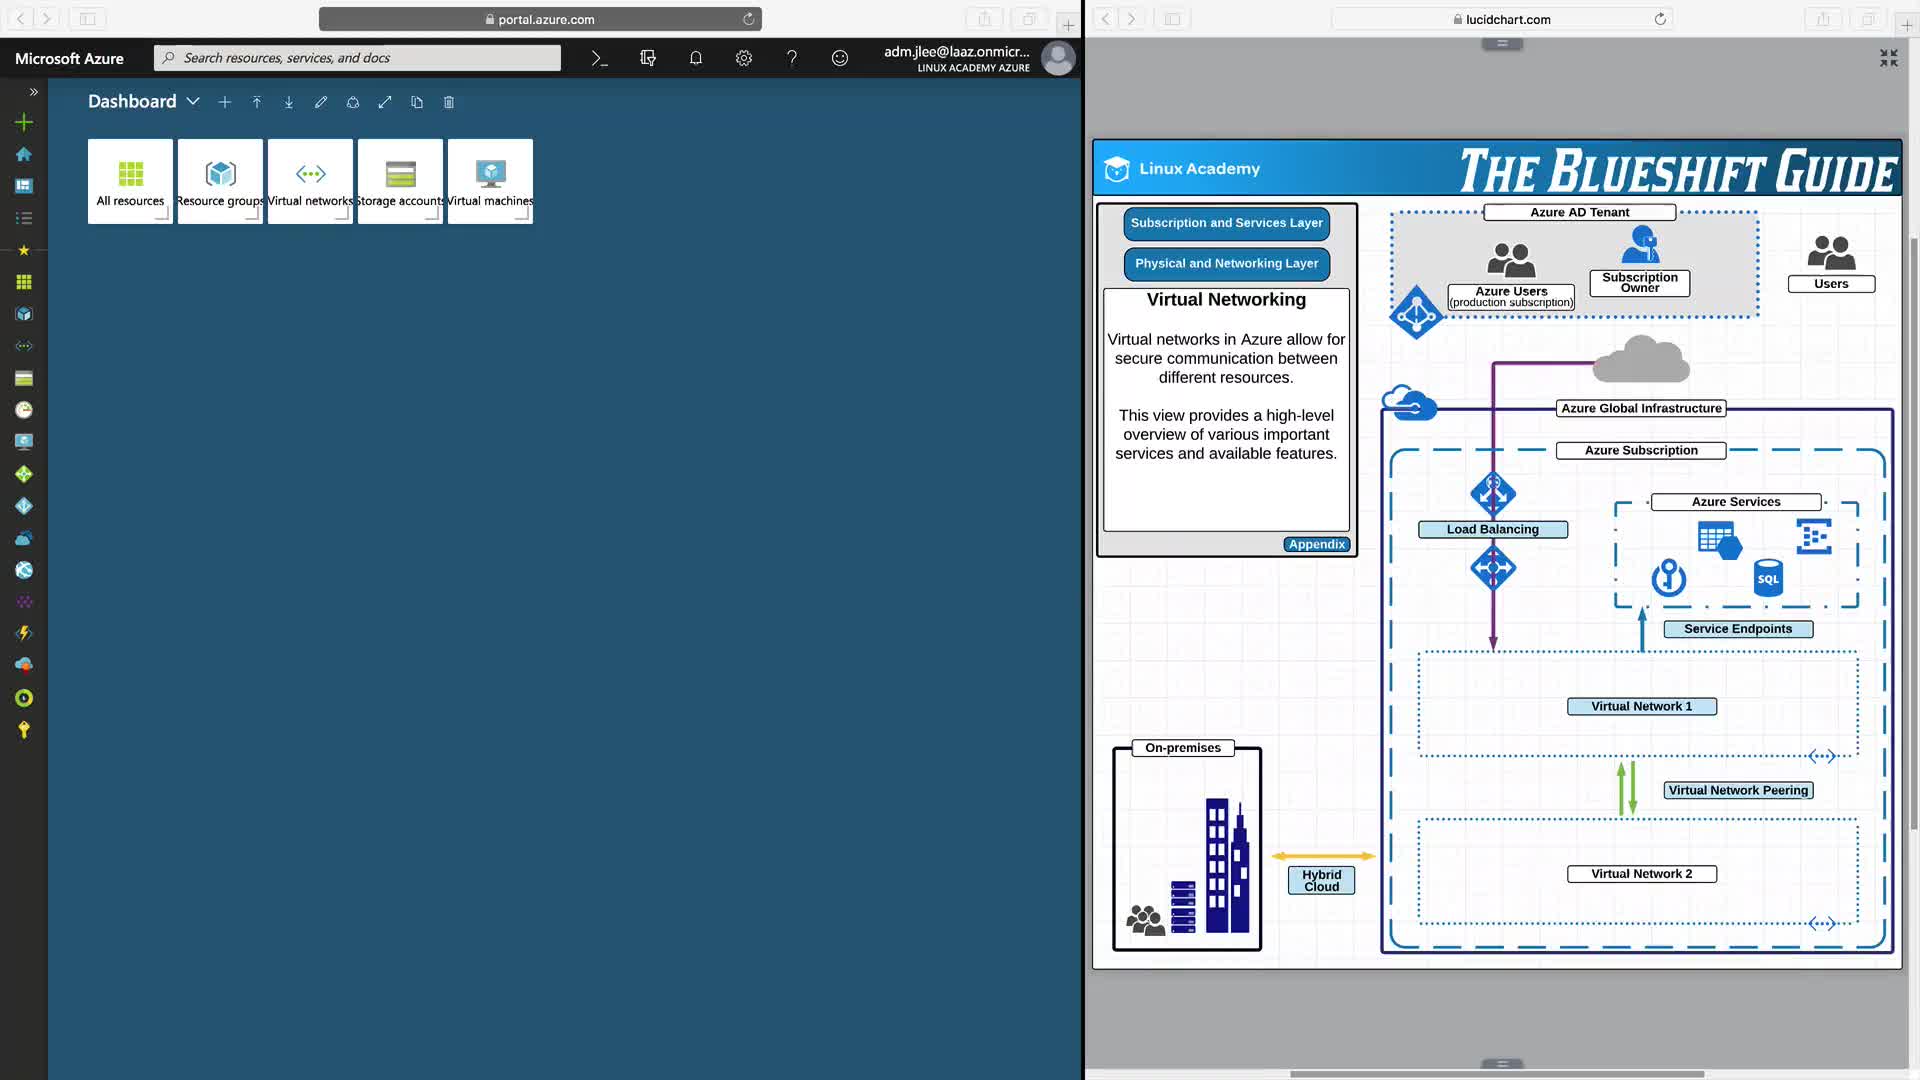 portal.azure.com
Microsoft Azure
Search resources, services, and docs
adm.jlee@laaz.onmicr...
LINUX ACADEMY AZURE
Dashboard
All resources
Resource groups
Virtual networks
Storage accounts
Virtual machines
lucidchart.com
Linux Academy
THE BLUESHIFT GUIDE
Subscription and Services Layer
Physical and Networking Layer
Virtual Networking
Virtual networks in Azure allow for
secure communication between
different resources.
This view provides a high-level
overview of various important
services and available features.
Appendix
Azure AD Tenant
Azure Users
(production subscription)
Subscription
Owner
Users
Azure Global Infrastructure
Azure Subscription
Load Balancing
Azure Services
SQL
Service Endpoints
Virtual Network 1
Virtual Network Peering
Virtual Network 2
On-premises
Hybrid
Cloud